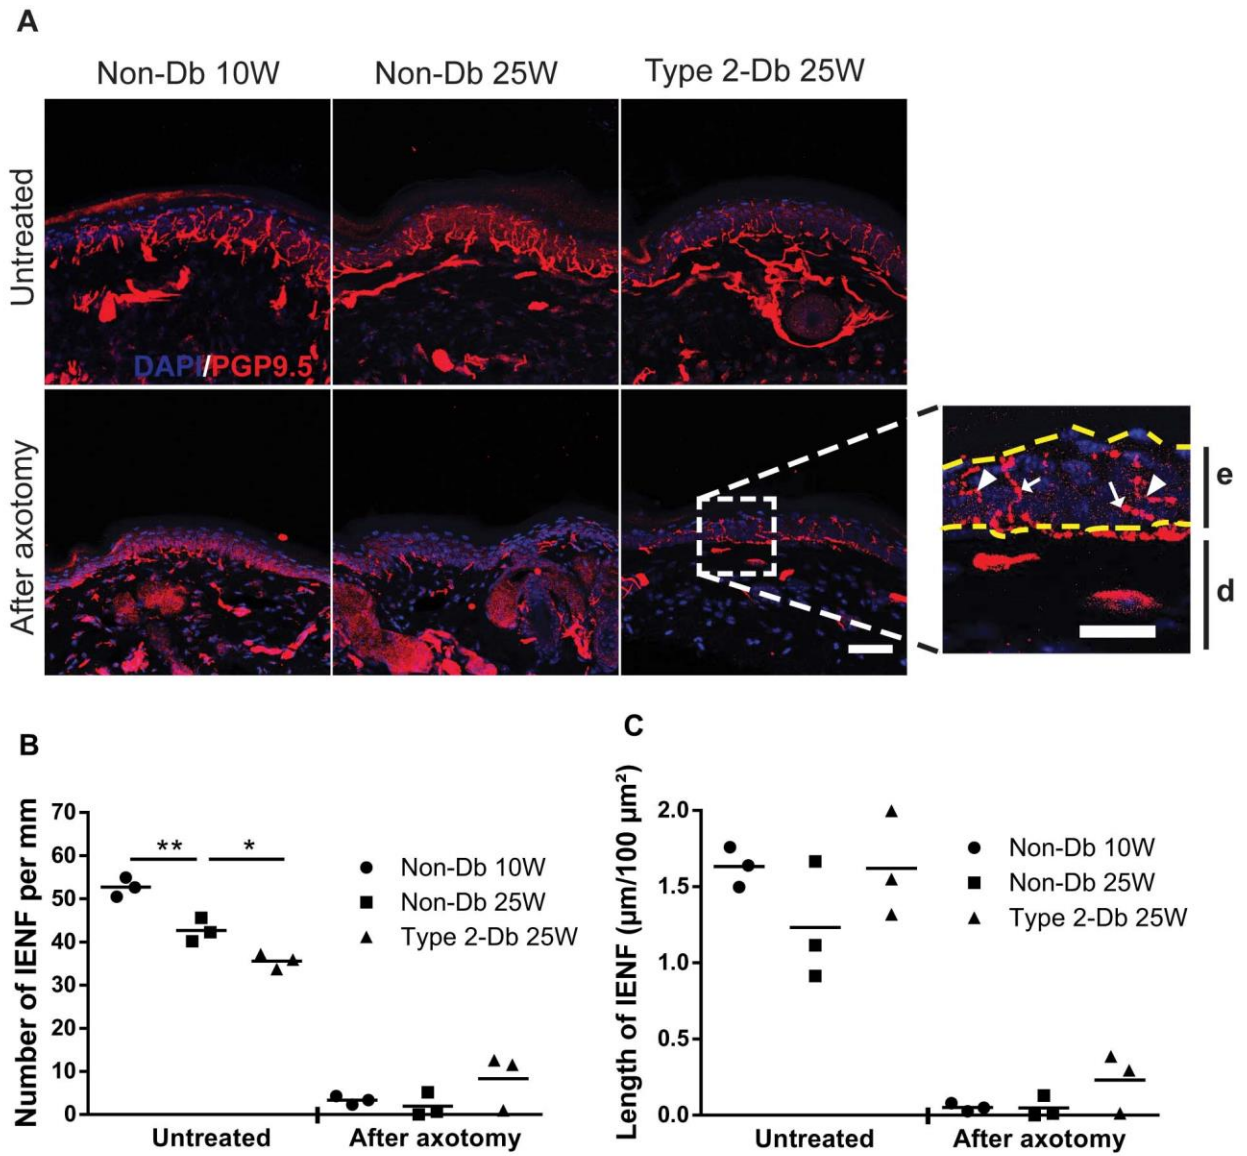 A
Non-Db 10W
Non-Db 25W
Type 2-Db 25W
Untreated
DAPI/PGP9.5
After axotomy
e
d
B
Number of IENF per mm
70
60
50
40
30
20
10
0
**
*
Non-Db 10W
Non-Db 25W
Type 2-Db 25W
Untreated
After axotomy
C
Length of IENF (µm/100 µm²)
2.0
1.5
1.0
0.5
0.0
Non-Db 10W
Non-Db 25W
Type 2-Db 25W
Untreated
After axotomy